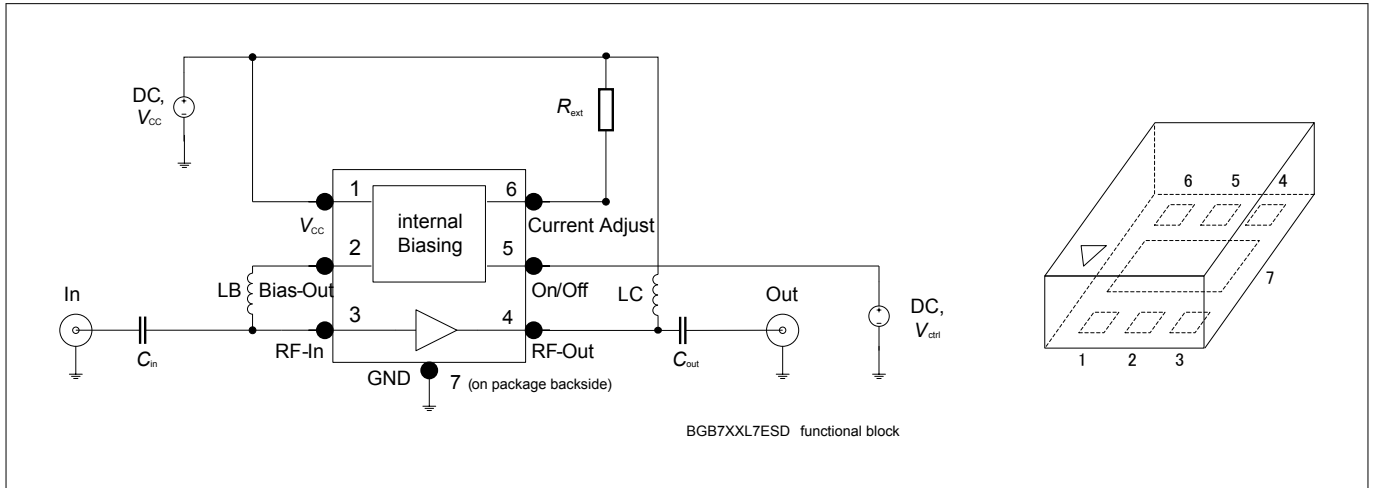 DC,
VCC
Rext
1
6
VCC
internal
Biasing
Current Adjust
2
5
In
LB
Bias-Out
On/Off
LC
Out
DC,
Vctrl
3
4
Cin
RF-In
RF-Out
Cout
GND
7 (on package backside)
BGB7XXL7ESD functional block
6 5 4
7
1 2 3